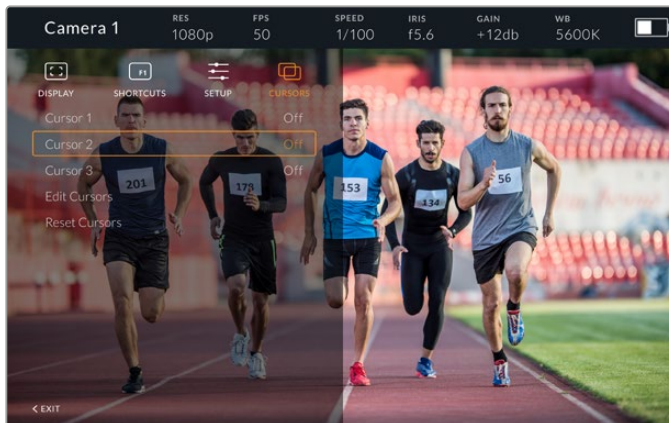 Camera 1
RES
1080p
FPS
50
SPEED
1/100
IRIS
f5.6
GAIN
+12db
WB
5600K
F1
DISPLAY
SHORTCUTS
SETUP
CURSORS
Cursor 1 Off
Cursor 2 Off
Cursor 3 Off
Edit Cursors
Reset Cursors
201
178
153
134
56
< EXIT